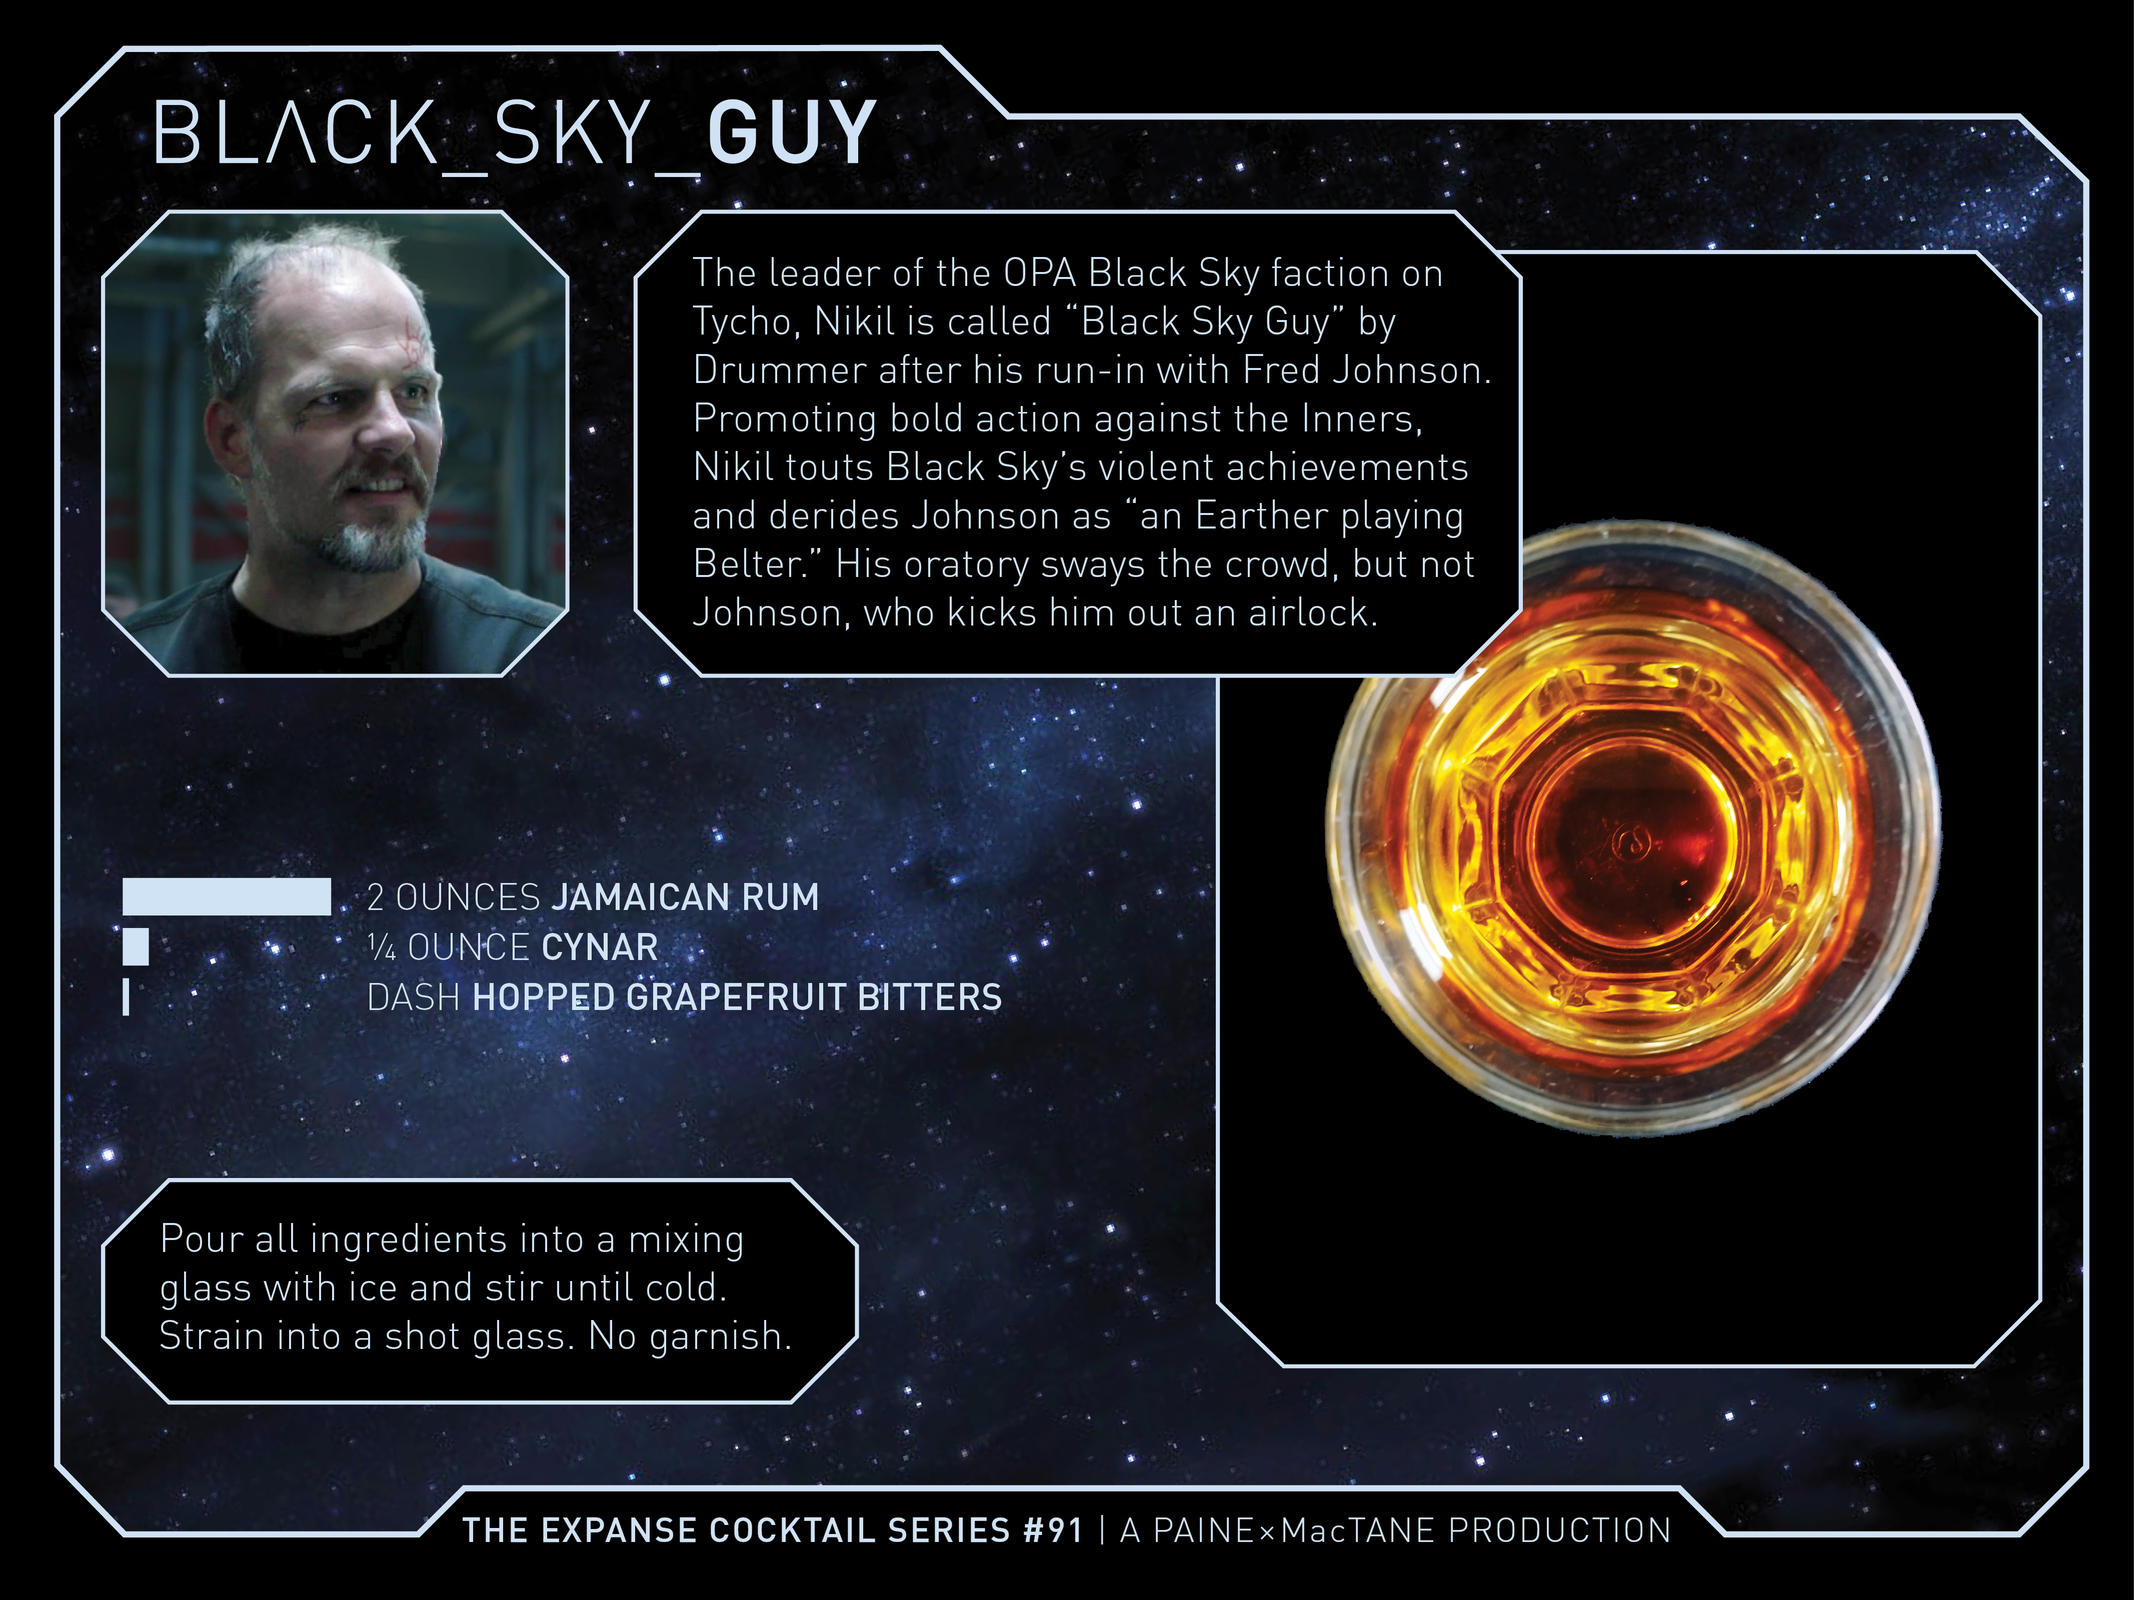 BLACK_SKY_GUY
The leader of the OPA Black Sky faction on
Tycho, Nikil is called “Black Sky Guy” by
Drummer after his run-in with Fred Johnson.
Promoting bold action against the Inners,
Nikil touts Black Sky’s violent achievements
and derides Johnson as “an Earther playing
Belter.” His oratory sways the crowd, but not
Johnson, who kicks him out an airlock.
2 OUNCES JAMAICAN RUM
¼ OUNCE CYNAR
DASH HOPPED GRAPEFRUIT BITTERS
Pour all ingredients into a mixing
glass with ice and stir until cold.
Strain into a shot glass. No garnish.
THE EXPANSE COCKTAIL SERIES #91 | A PAINE×MacTANE PRODUCTION